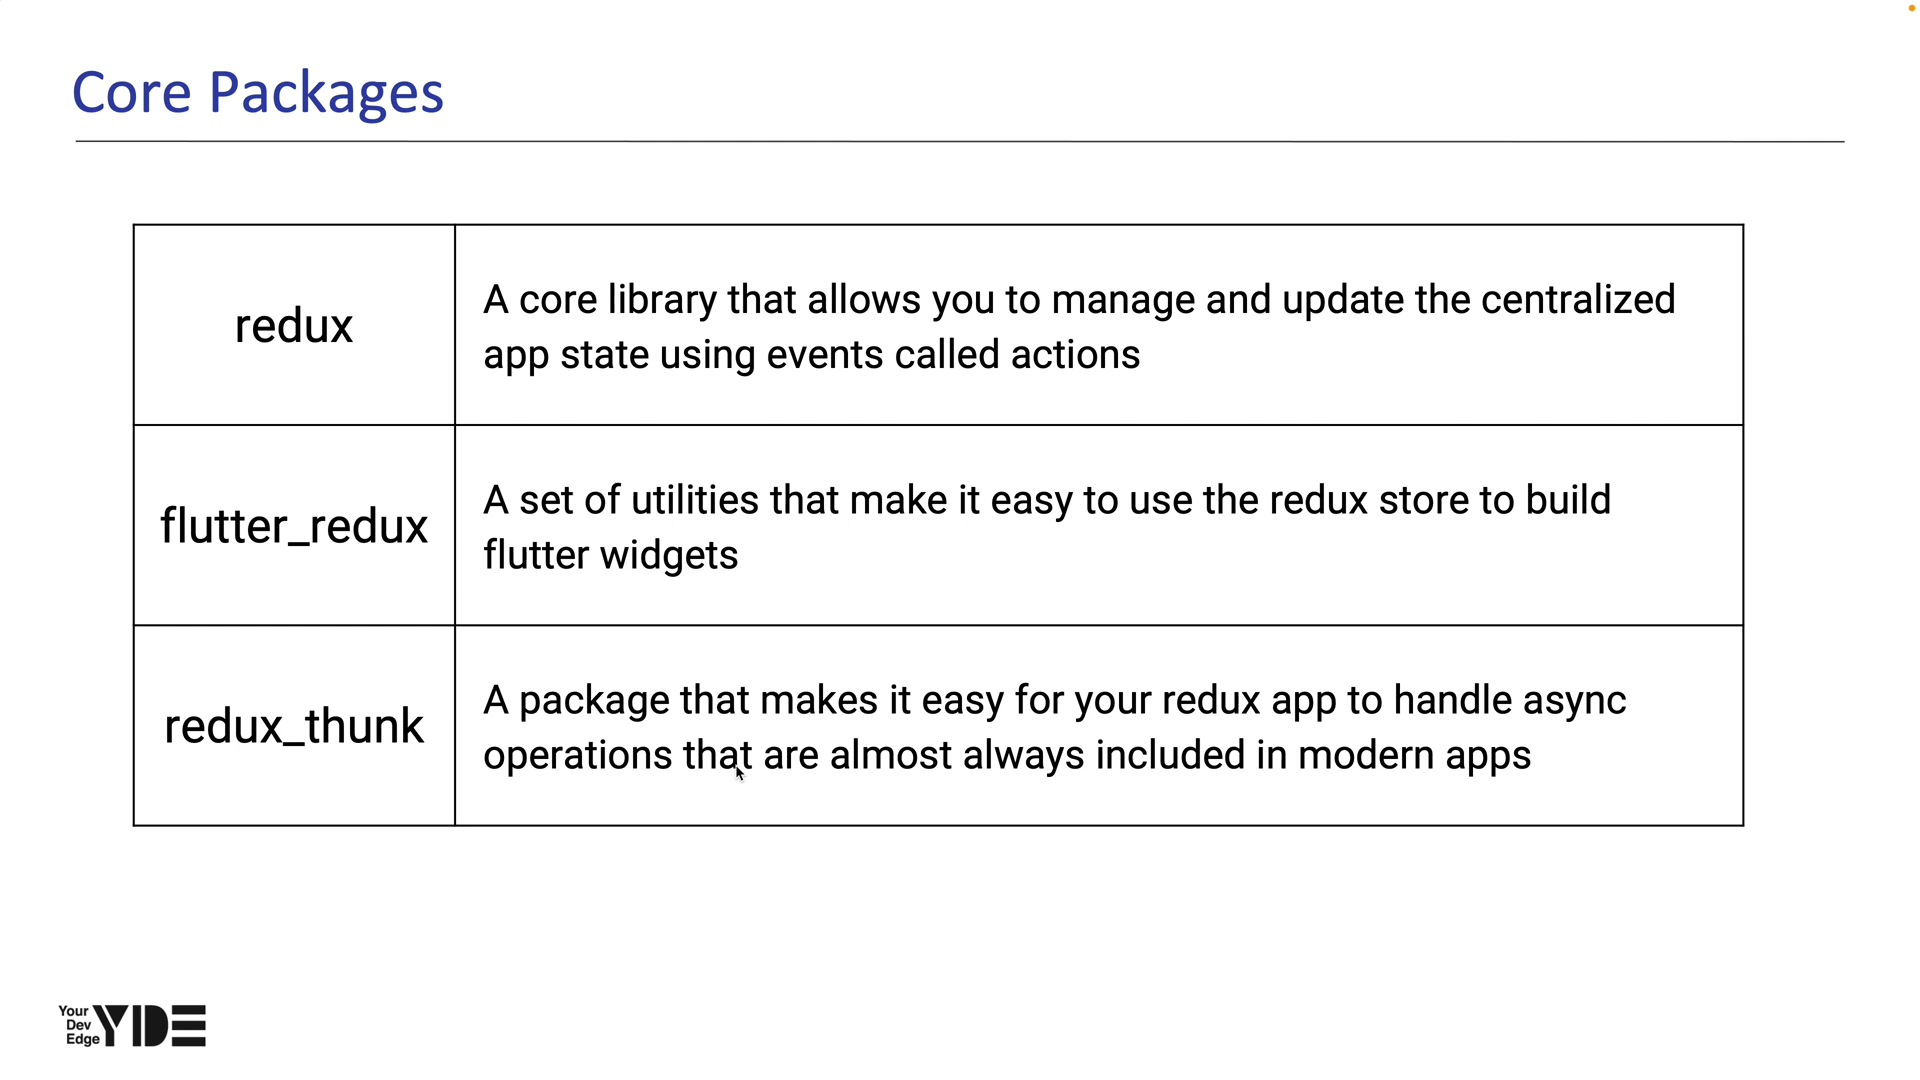 Core Packages
redux
A core library that allows you to manage and update the centralized
app state using events called actions
flutter_redux
A set of utilities that make it easy to use the redux store to build
flutter widgets
redux_thunk
A package that makes it easy for your redux app to handle async
operations that are almost always included in modern apps
Your
Dev
Edge
YDE